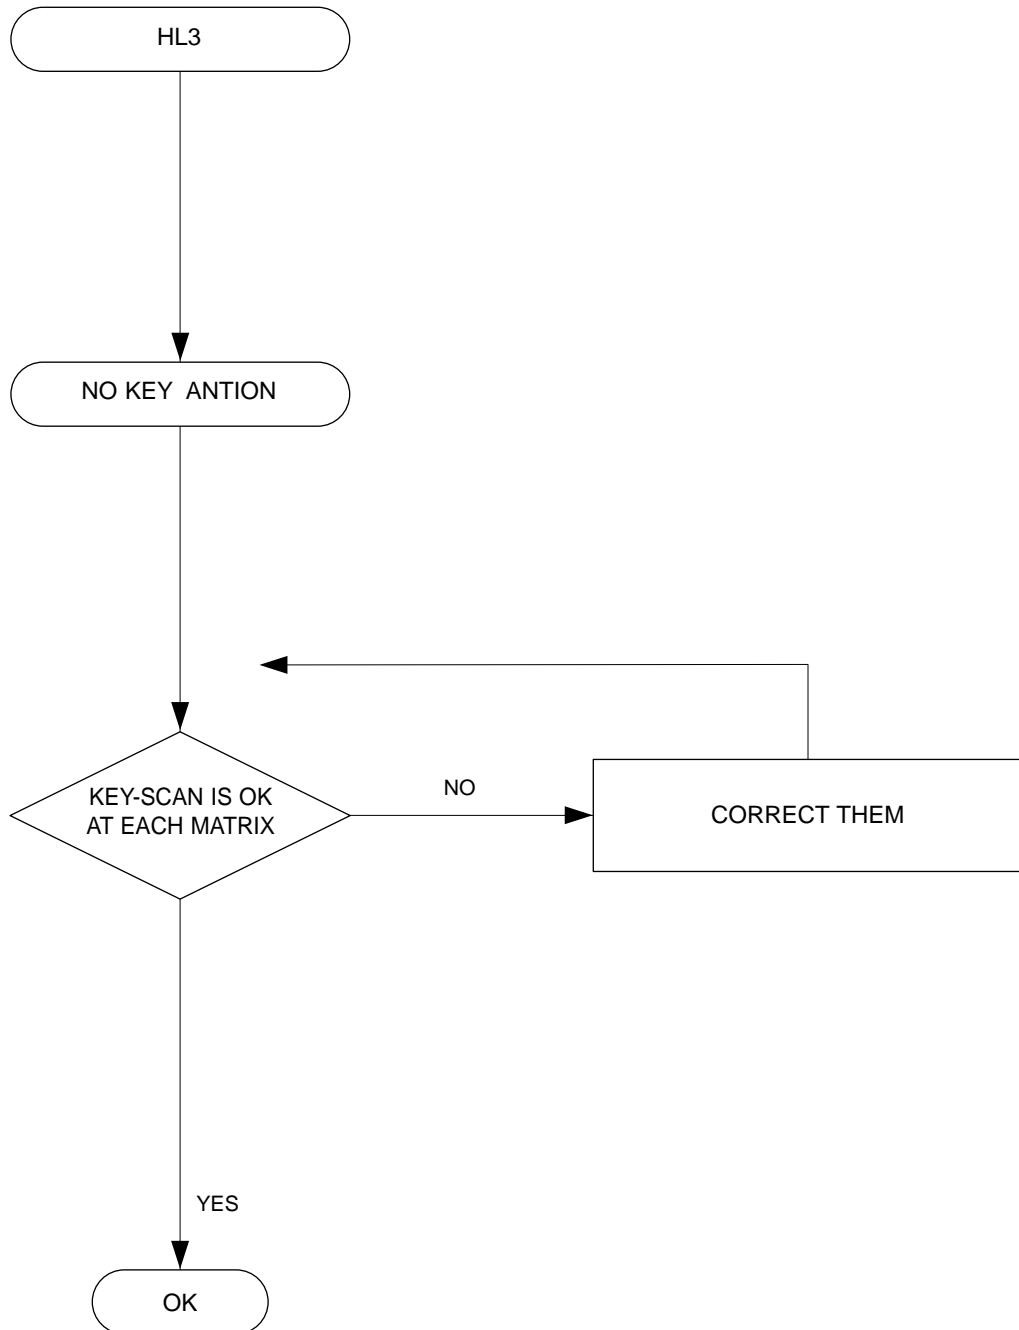 HL3
NO KEY ANTION
KEY-SCAN IS OK
AT EACH MATRIX
NO
CORRECT THEM
YES
OK